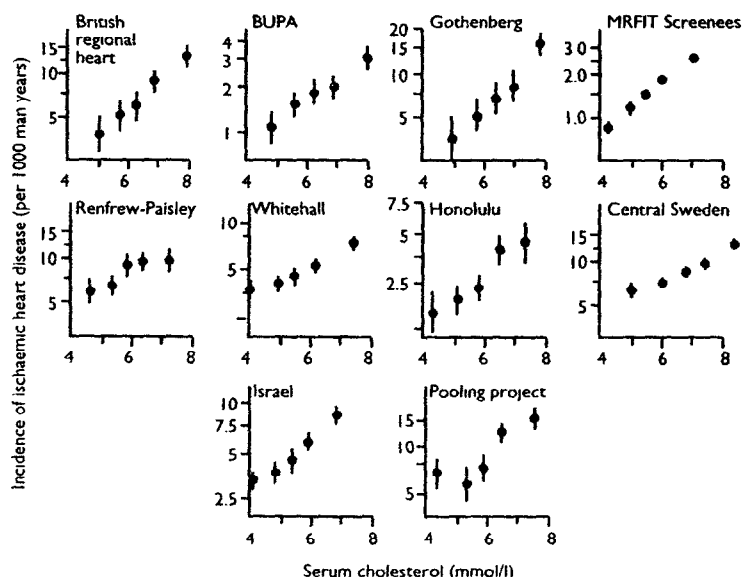 Incidence of ischaemic heart disease (per 1000 man years)
British
regional
heart
15
10
5
4 6 8
BUPA
4
3
2
1
4 6 8
Gothenberg
20
15
10
5
4 6 8
MRFIT Screenees
3.0
2.0
1.0
4 6 8
Renfrew-Paisley
15
10
5
4 6 8
Whitehall
10
5
4 6 8
Honolulu
7.5
5
2.5
4 6 8
Central Sweden
15
10
5
4 6 8
Israel
10
7.5
5
2.5
4 6 8
Pooling project
15
10
5
4 6 8
Serum cholesterol (mmol/l)